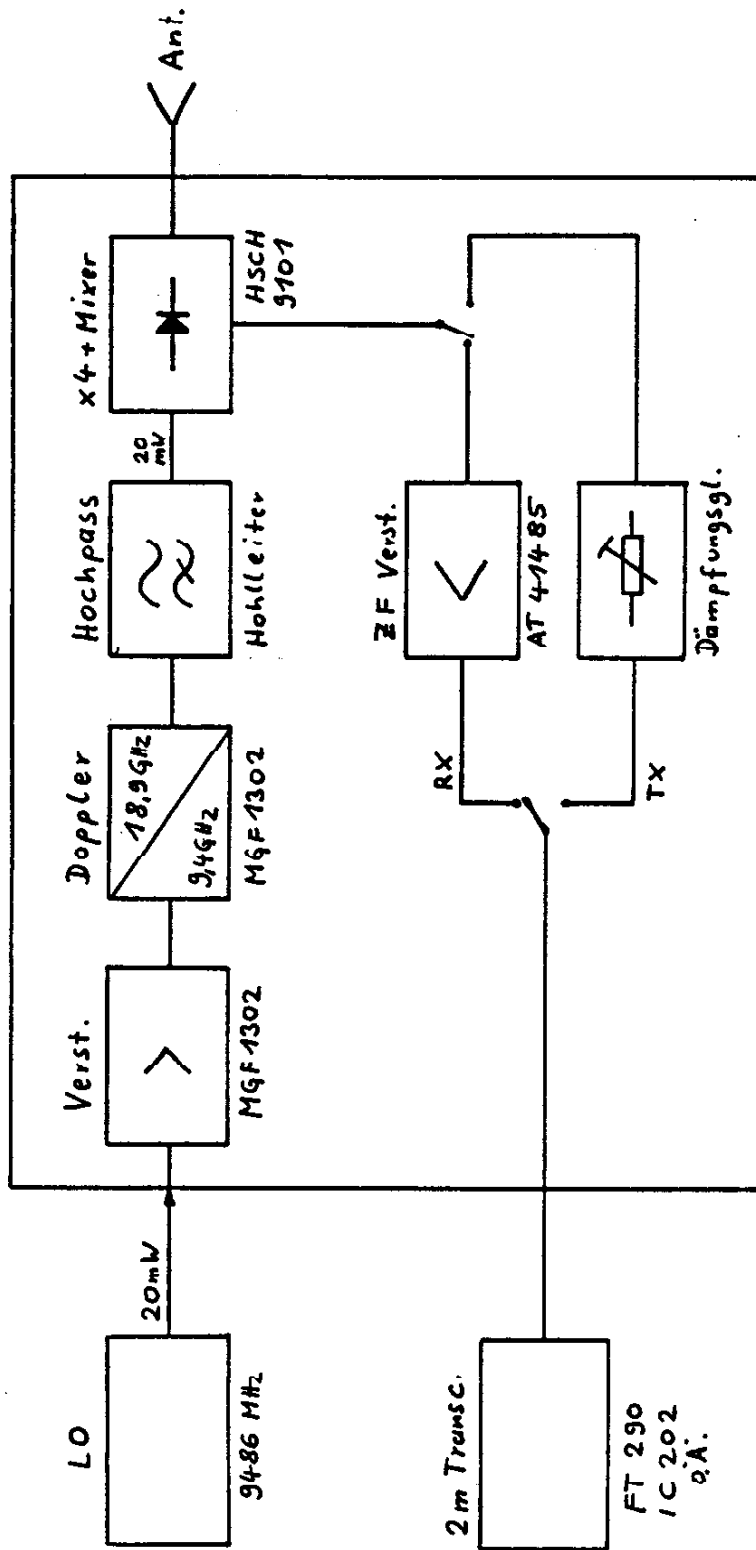 LO
9486 MHz
20mW
Verst.
MGF1302
Doppler
18,9GHz
9,4GHz
MGF1302
Hochpass
Hohlleiter
20
mW
x4+Mixer
HSCH
9101
Ant.
2m Transc.
FT 290
IC 202
o.Ä.
RX
TX
ZF Verst.
AT 41485
Dämpfungsgl.